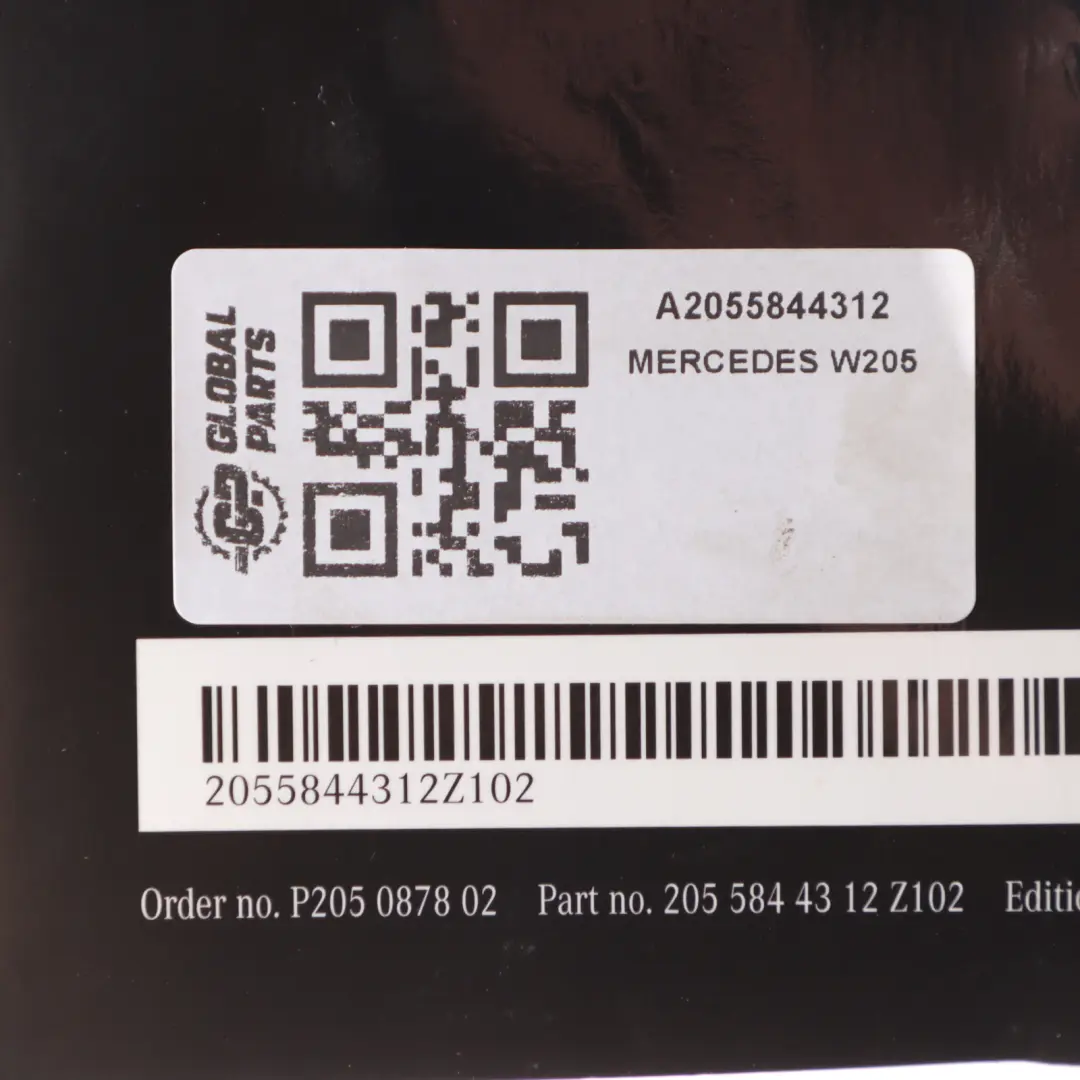 GLOBAL
PARTS
A2055844312
MERCEDES W205
2055844312Z102
Order no. P205 0878 02 Part no. 205 584 43 12 Z102